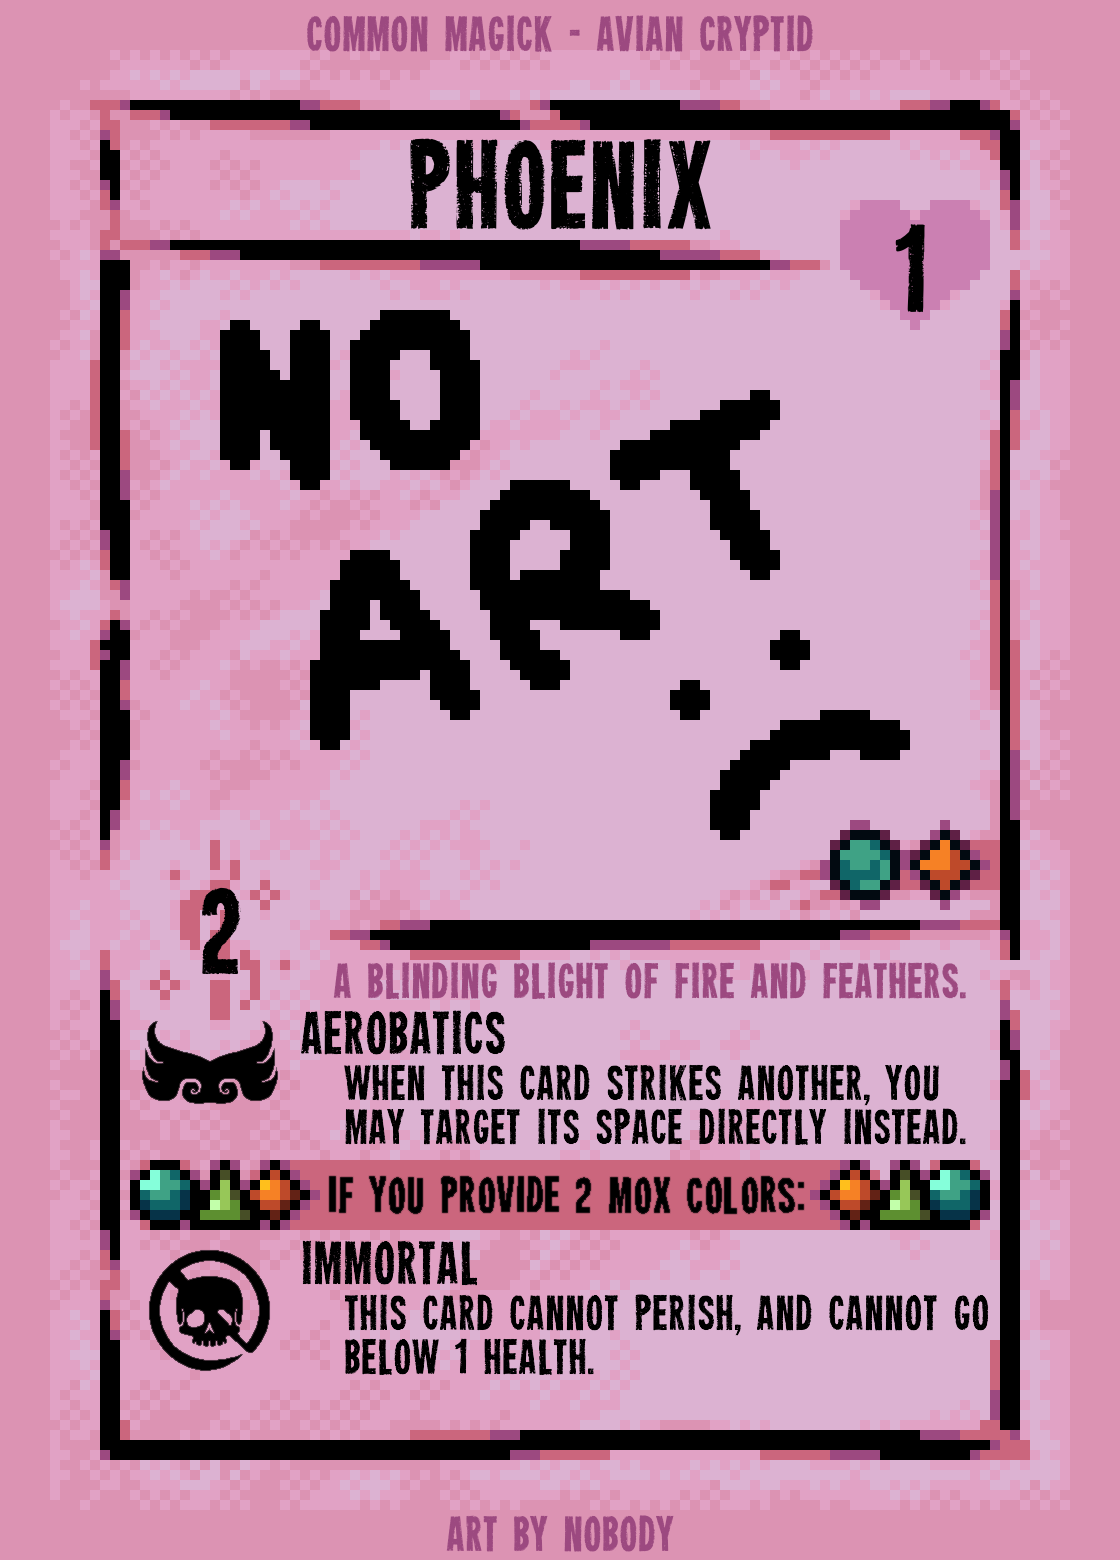 COMMON MAGICK - AVIAN CRYPTID
PHOENIX
1
NO
ART
:(
2
A BLINDING BLIGHT OF FIRE AND FEATHERS.
AEROBATICS
WHEN THIS CARD STRIKES ANOTHER, YOU
MAY TARGET ITS SPACE DIRECTLY INSTEAD.
IF YOU PROVIDE 2 MOX COLORS:
IMMORTAL
THIS CARD CANNOT PERISH, AND CANNOT GO
BELOW 1 HEALTH.
ART BY NOBODY